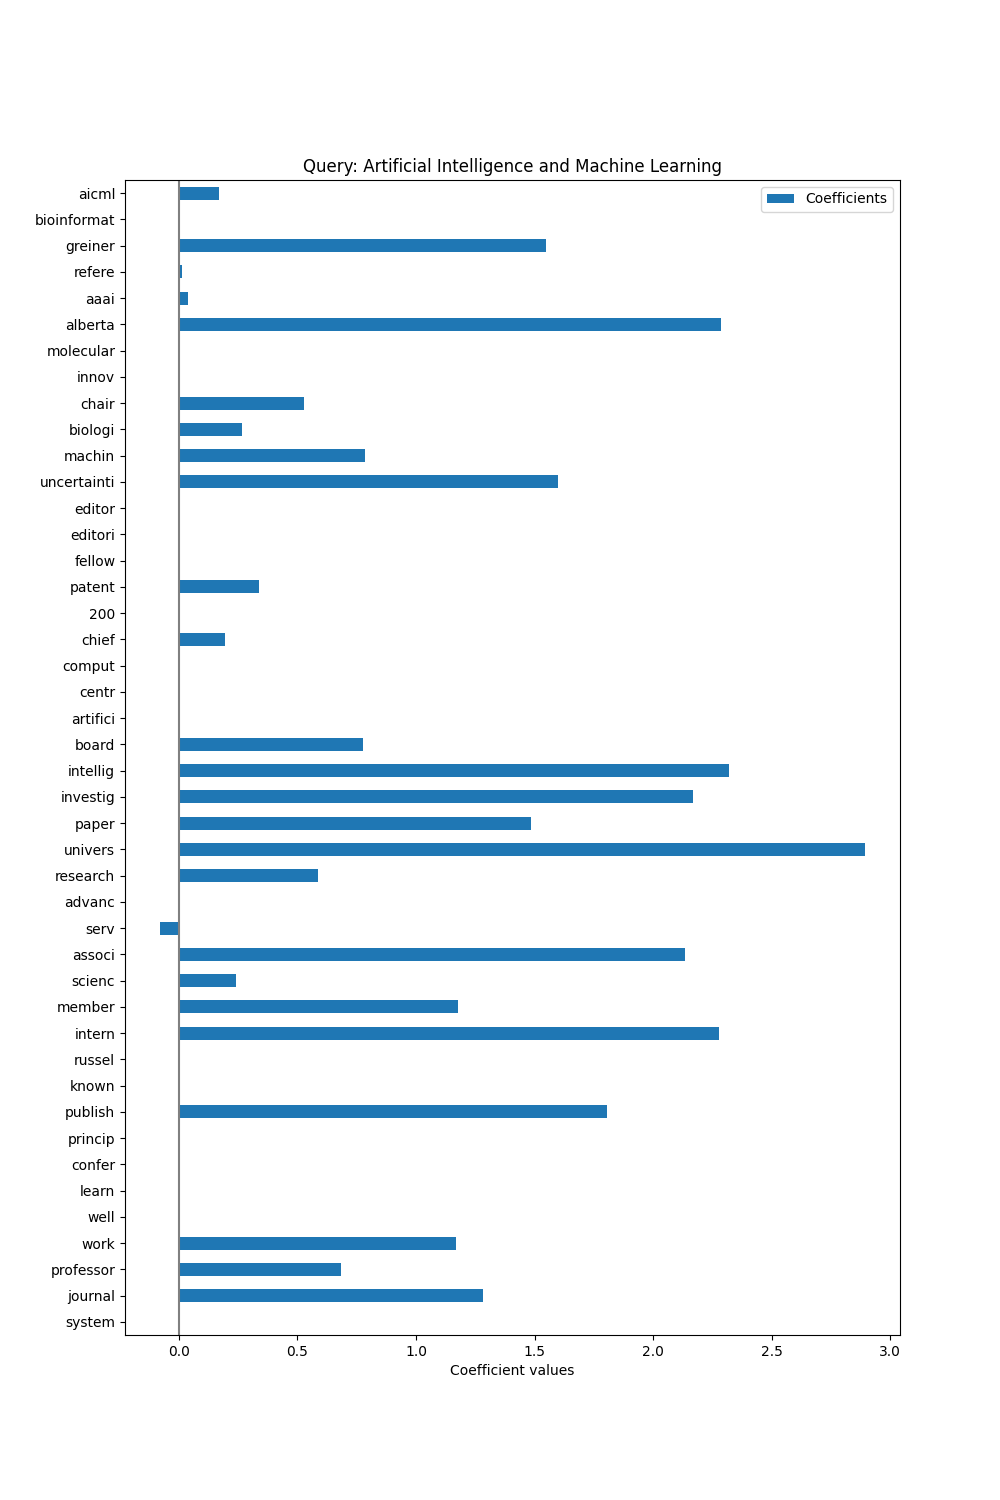 Query: Artificial Intelligence and Machine Learning
Coefficients
aicml
bioinformat
greiner
refere
aaai
alberta
molecular
innov
chair
biologi
machin
uncertainti
editor
editori
fellow
patent
200
chief
comput
centr
artifici
board
intellig
investig
paper
univers
research
advanc
serv
associ
scienc
member
intern
russel
known
publish
princip
confer
learn
well
work
professor
journal
system
0.0 0.5 1.0 1.5 2.0 2.5 3.0
Coefficient values